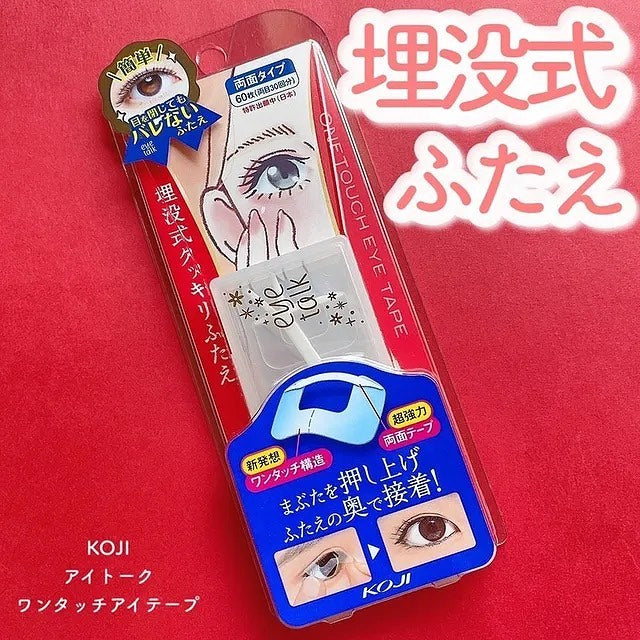 埋没式
ふたえ
簡単
目を閉じても
バレない
ふたえ
eye
talk
両面タイプ
60枚(両目30回分)
特許出願中(日本)
ONE TOUCH EYE TAPE
埋没式クッキリふたえ
eye
talk
新発想
ワンタッチ構造
超強力
両面テープ
まぶたを押し上げ
ふたえの奥で接着!
KOJI
KOJI
アイトーク
ワンタッチアイテープ